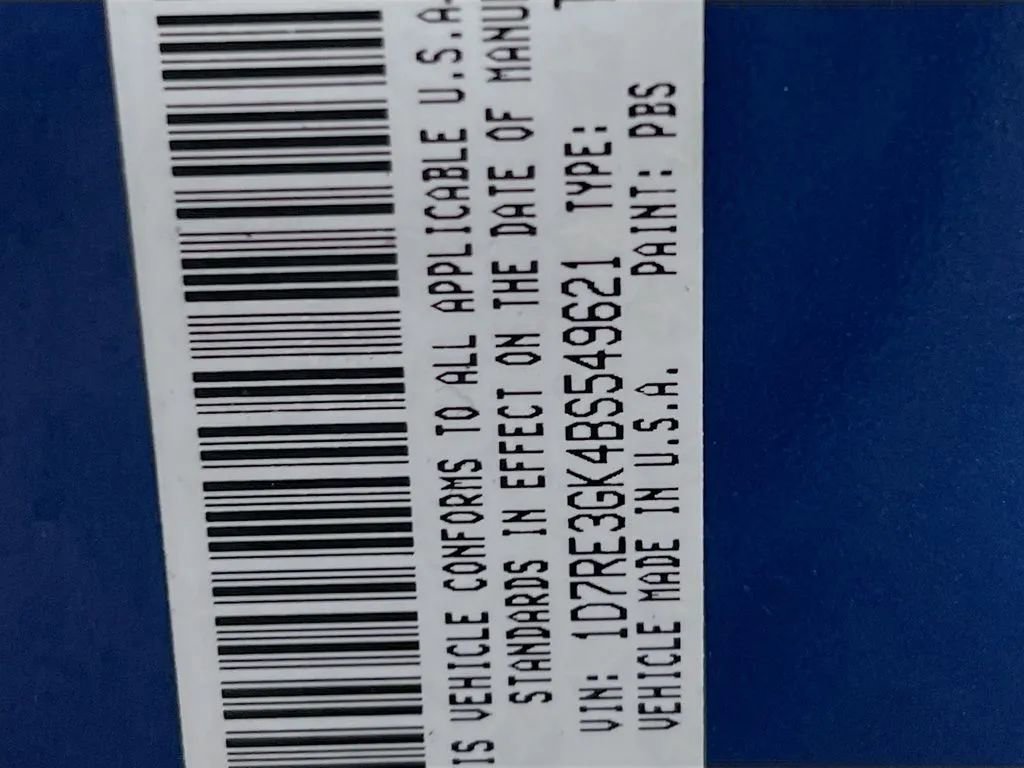 IS VEHICLE CONFORMS TO ALL APPLICABLE U.S.A.
STANDARDS IN EFFECT ON THE DATE OF MANU
VIN: 1D7RE3GK4BS549621 TYPE: T
VEHICLE MADE IN U.S.A. PAINT: PBS